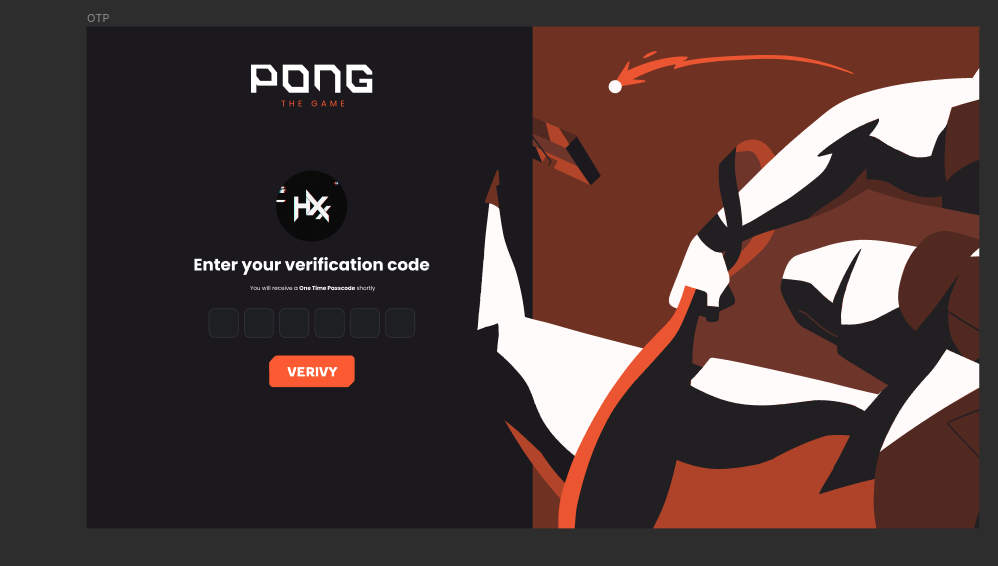 OTP
PONG
THE GAME
HX
Enter your verification code
You will receive a One Time Passcode shortly
VERIVY